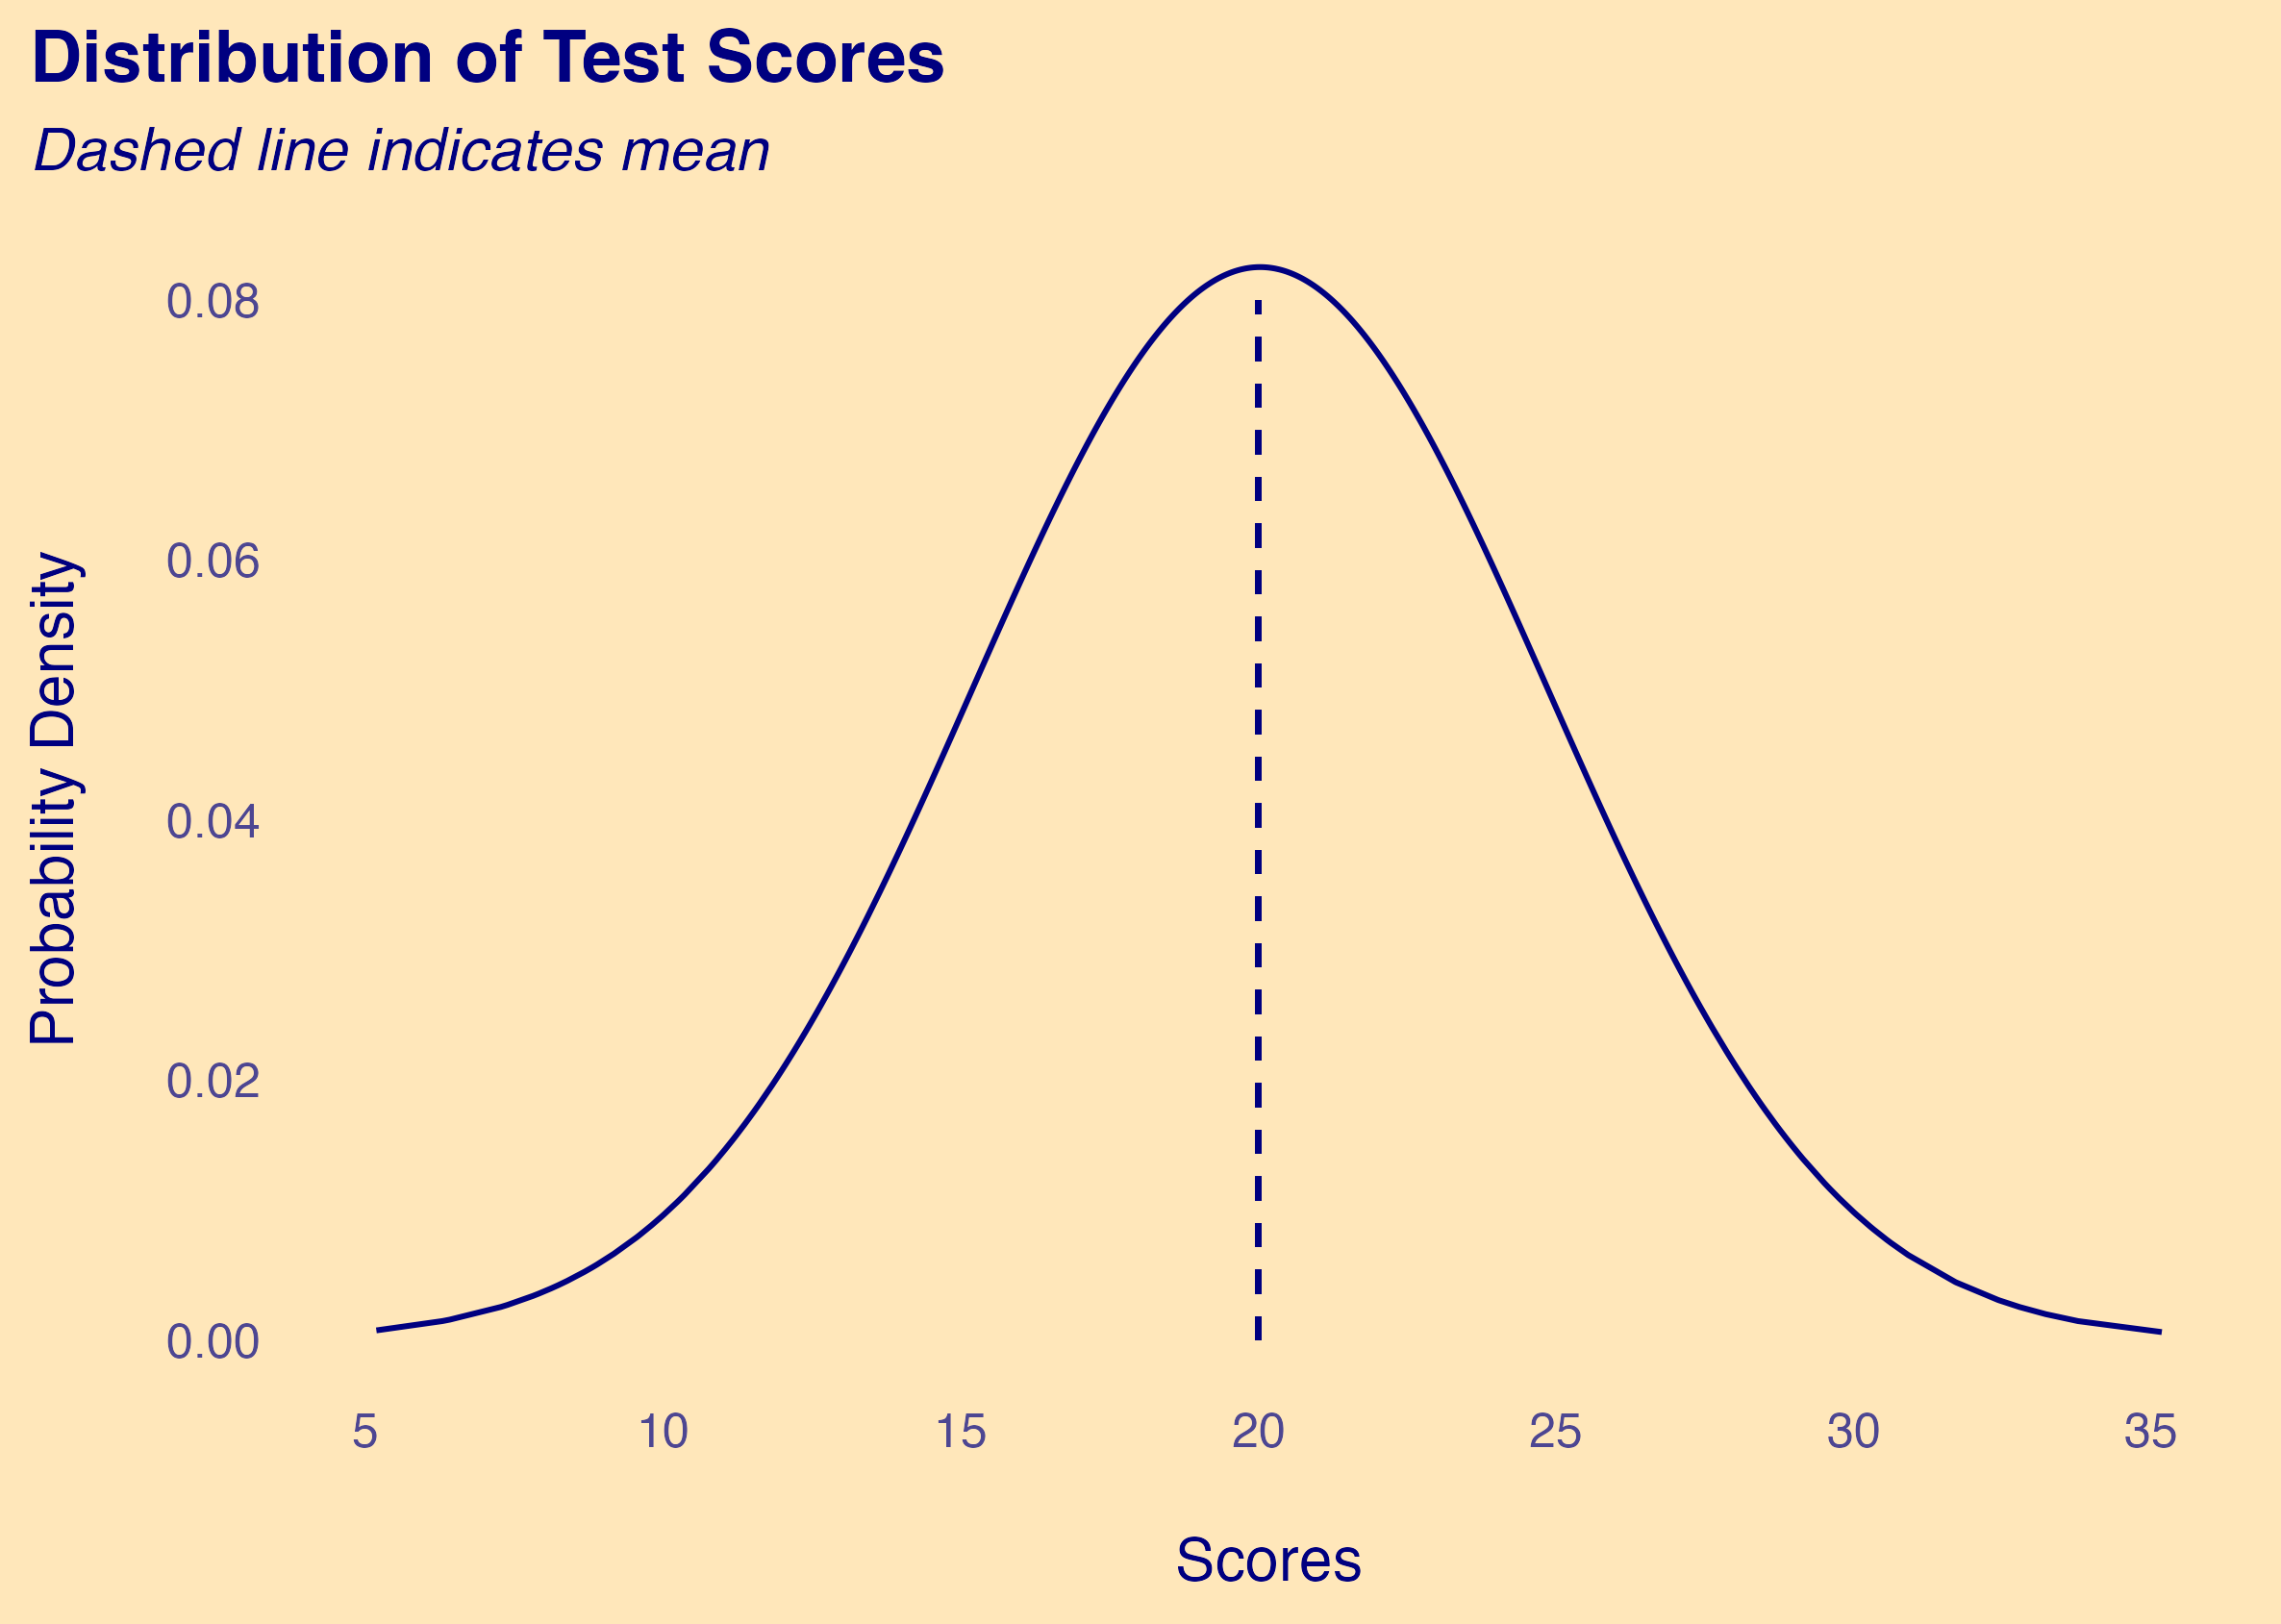 Distribution of Test Scores
Dashed line indicates mean
Probability Density
0.08
0.06
0.04
0.02
0.00
5 10 15 20 25 30 35
Scores